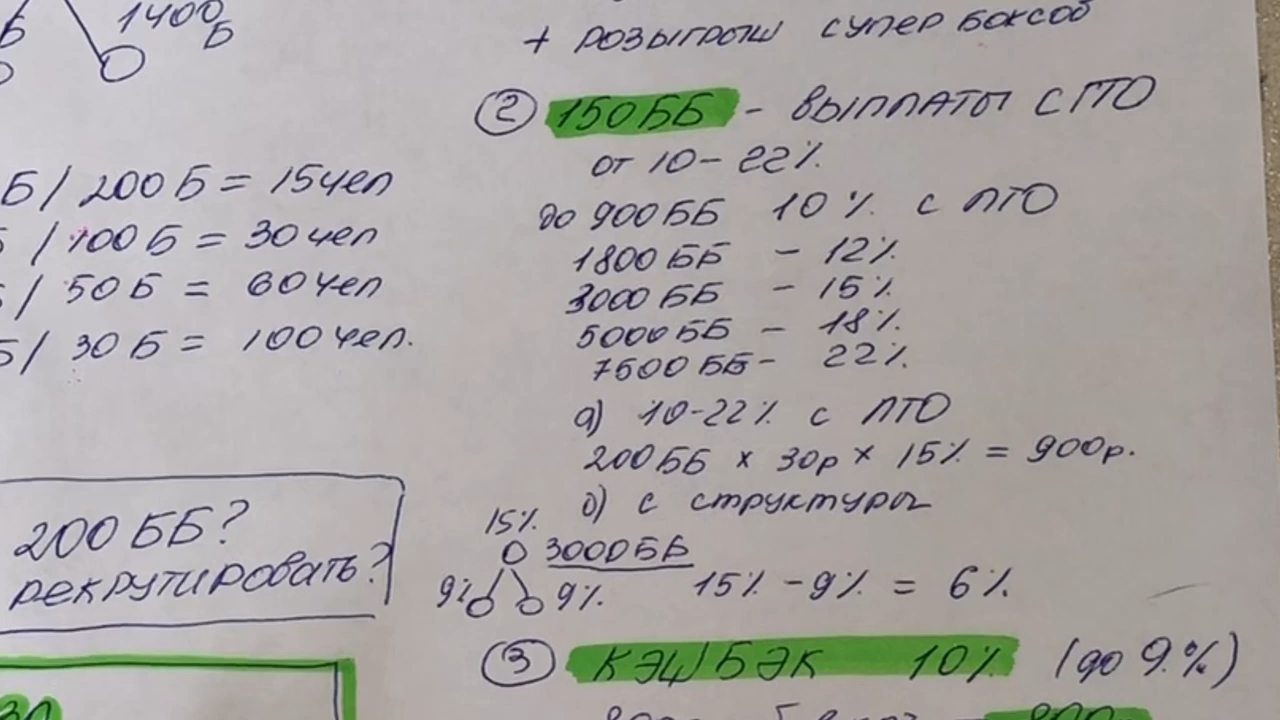 1400
Б
Б
+ розыгрыш супер боксов
② 150ББ - выплаты с ГТО
от 10-22%.
до 900ББ 10% с ЛТО
1800ББ - 12%
3000ББ - 15%
5000ББ - 18%.
7500ББ - 22%.
а) 10-22% с ЛТО
200ББ x 30р x 15% = 900р.
б) с структуры
15%.
3000ББ
9% 9%. 15% - 9% = 6%
③ КЭШБЭК 10% (до 9%)
Б/ 200Б = 15чел
Б / 100Б = 30чел
Б/ 50Б = 60чел
Б/ 30Б = 100чел.
200ББ?
рекрутировать?